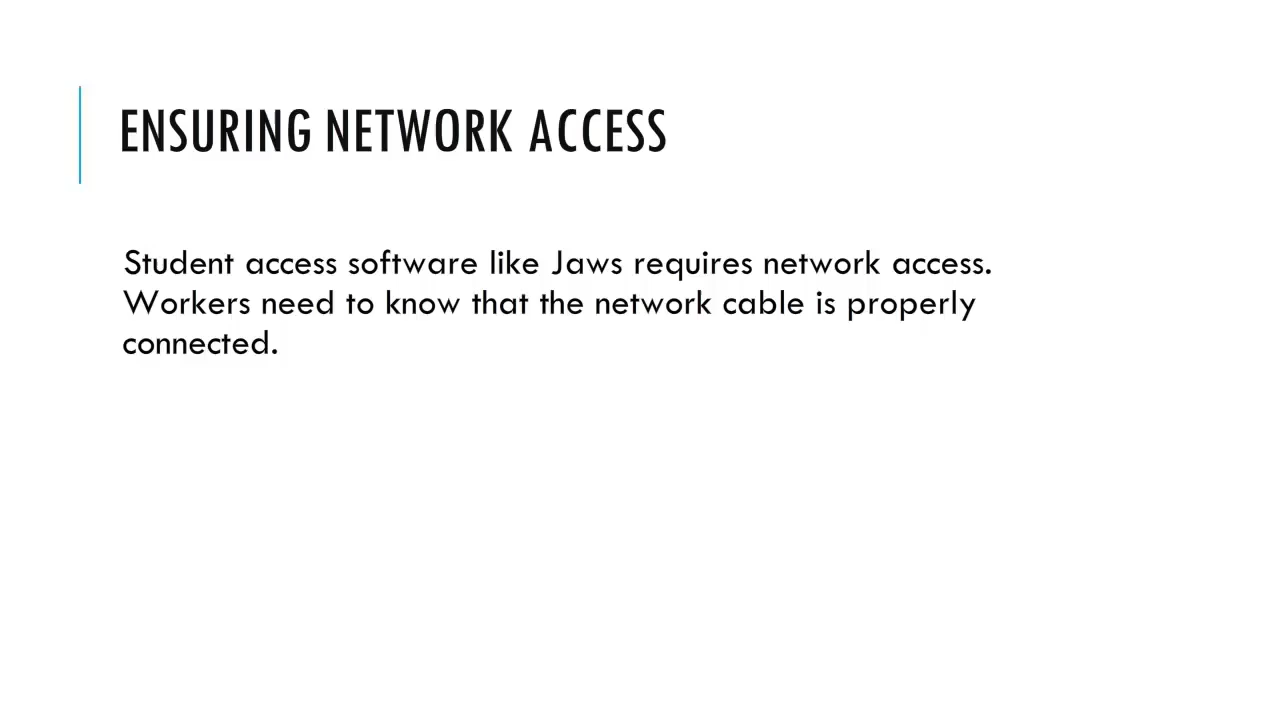 ENSURING NETWORK ACCESS
Student access software like Jaws requires network access.
Workers need to know that the network cable is properly
connected.